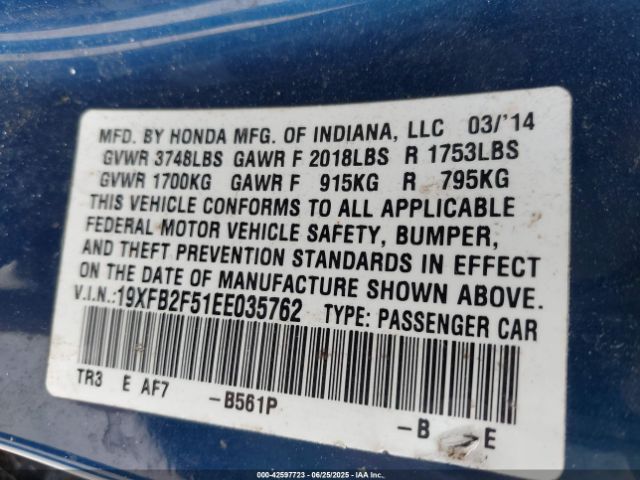 MFD. BY HONDA MFG. OF INDIANA, LLC 03/'14
GVWR 3748LBS GAWR F 2018LBS R 1753LBS
GVWR 1700KG GAWR F 915KG R 795KG
THIS VEHICLE CONFORMS TO ALL APPLICABLE
FEDERAL MOTOR VEHICLE SAFETY, BUMPER,
AND THEFT PREVENTION STANDARDS IN EFFECT
ON THE DATE OF MANUFACTURE SHOWN ABOVE.
V.I.N.:19XFB2F51EE035762 TYPE: PASSENGER CAR
TR3 E AF7 -B561P -B E
000-42597723 - 06/25/2025 - IAAI INC. COPYRIGHT